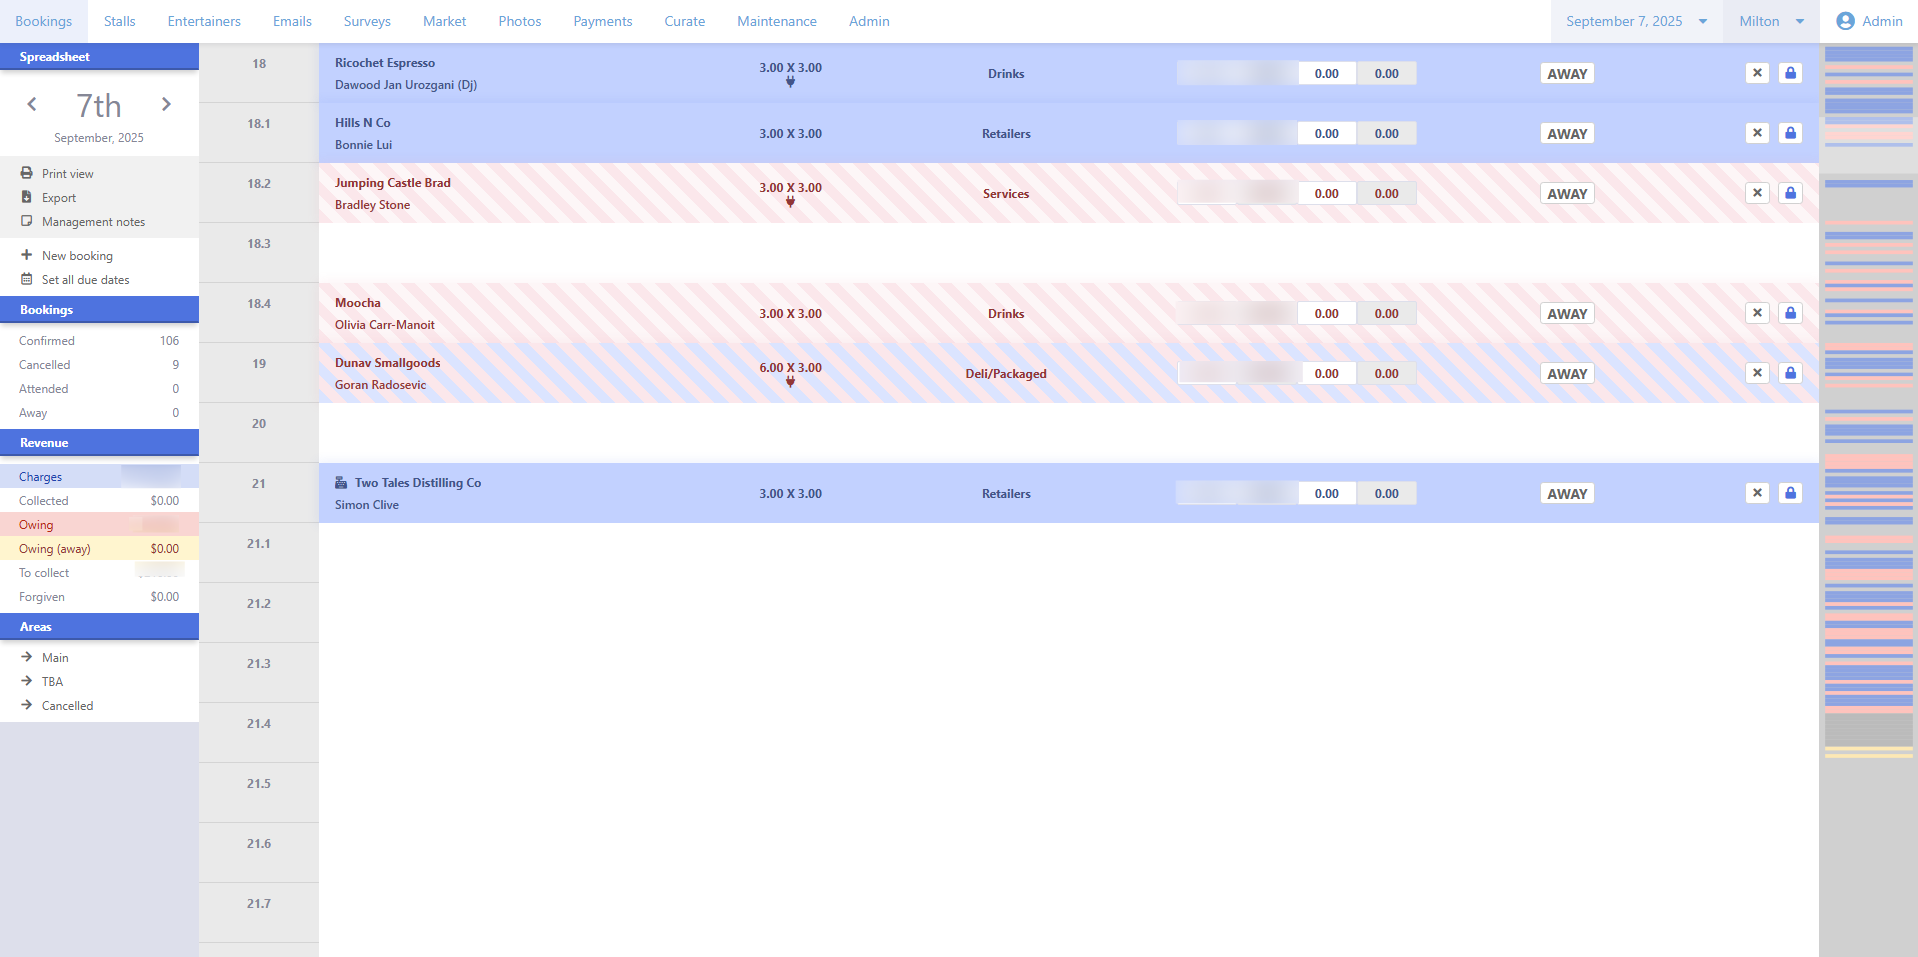 Bookings Stalls Entertainers Emails Surveys Market Photos Payments Curate Maintenance Admin September 7, 2025 Milton Admin
Spreadsheet
7th
September, 2025
Print view
Export
Management notes
New booking
Set all due dates
Bookings
Confirmed 106
Cancelled 9
Attended 0
Away 0
Revenue
Charges
Collected $0.00
Owing
Owing (away) $0.00
To collect
Forgiven $0.00
Areas
Main
TBA
Cancelled
18 Ricochet Espresso 3.00 X 3.00 Drinks 0.00 0.00 AWAY
Dawood Jan Urozgani (Dj)
18.1 Hills N Co 3.00 X 3.00 Retailers 0.00 0.00 AWAY
Bonnie Lui
18.2 Jumping Castle Brad 3.00 X 3.00 Services 0.00 0.00 AWAY
Bradley Stone
18.3
18.4 Moocha 3.00 X 3.00 Drinks 0.00 0.00 AWAY
Olivia Carr-Manoit
19 Dunav Smallgoods 6.00 X 3.00 Deli/Packaged 0.00 0.00 AWAY
Goran Radosevic
20
21 Two Tales Distilling Co 3.00 X 3.00 Retailers 0.00 0.00 AWAY
Simon Clive
21.1
21.2
21.3
21.4
21.5
21.6
21.7